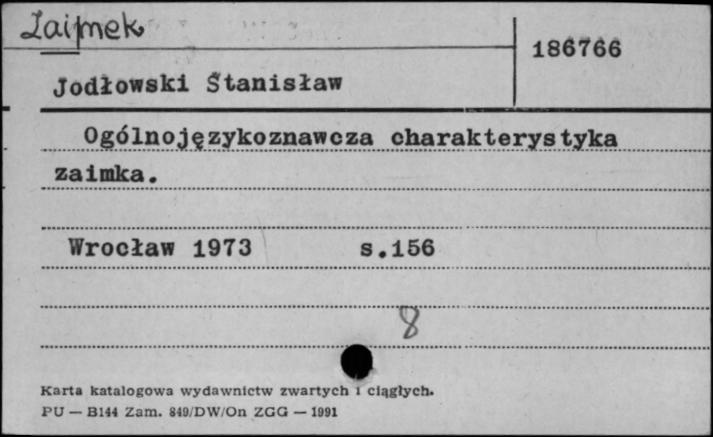 Zaimek
186766
Jodłowski Stanisław
Ogólnojęzykoznawcza charakterystyka
zaimka.
Wrocław 1973 s.156
8
Karta katalogowa wydawnictw zwartych i ciągłych.
PU — B144 Zam. 849/DW/On ZGG — 1991